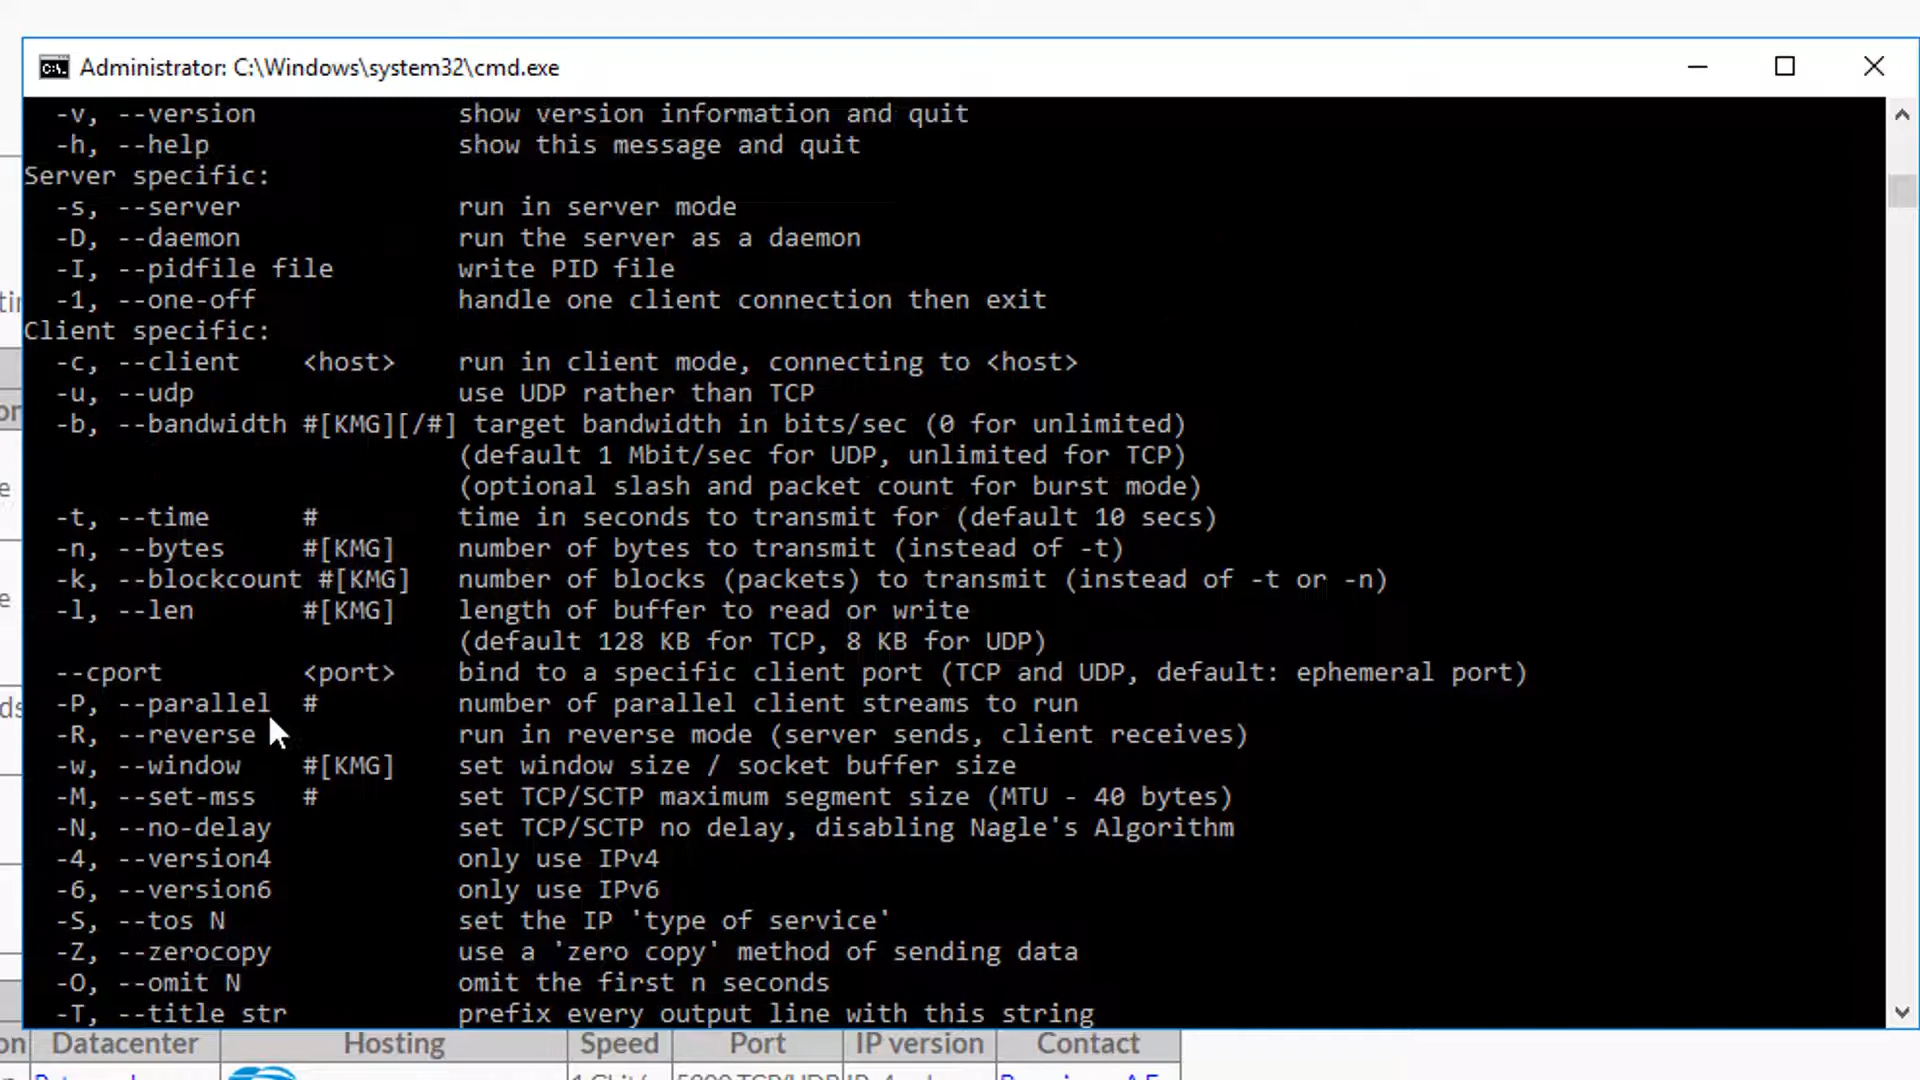 Administrator: C:\Windows\system32\cmd.exe
-v, --version show version information and quit
-h, --help show this message and quit
Server specific:
-s, --server run in server mode
-D, --daemon run the server as a daemon
-I, --pidfile file write PID file
-1, --one-off handle one client connection then exit
Client specific:
-c, --client <host> run in client mode, connecting to <host>
-u, --udp use UDP rather than TCP
-b, --bandwidth #[KMG][/#] target bandwidth in bits/sec (0 for unlimited)
(default 1 Mbit/sec for UDP, unlimited for TCP)
(optional slash and packet count for burst mode)
-t, --time # time in seconds to transmit for (default 10 secs)
-n, --bytes #[KMG] number of bytes to transmit (instead of -t)
-k, --blockcount #[KMG] number of blocks (packets) to transmit (instead of -t or -n)
-l, --len #[KMG] length of buffer to read or write
(default 128 KB for TCP, 8 KB for UDP)
--cport <port> bind to a specific client port (TCP and UDP, default: ephemeral port)
-P, --parallel # number of parallel client streams to run
-R, --reverse run in reverse mode (server sends, client receives)
-w, --window #[KMG] set window size / socket buffer size
-M, --set-mss # set TCP/SCTP maximum segment size (MTU - 40 bytes)
-N, --no-delay set TCP/SCTP no delay, disabling Nagle's Algorithm
-4, --version4 only use IPv4
-6, --version6 only use IPv6
-S, --tos N set the IP 'type of service'
-Z, --zerocopy use a 'zero copy' method of sending data
-O, --omit N omit the first n seconds
-T, --title str prefix every output line with this string
Datacenter Hosting Speed Port IP version Contact